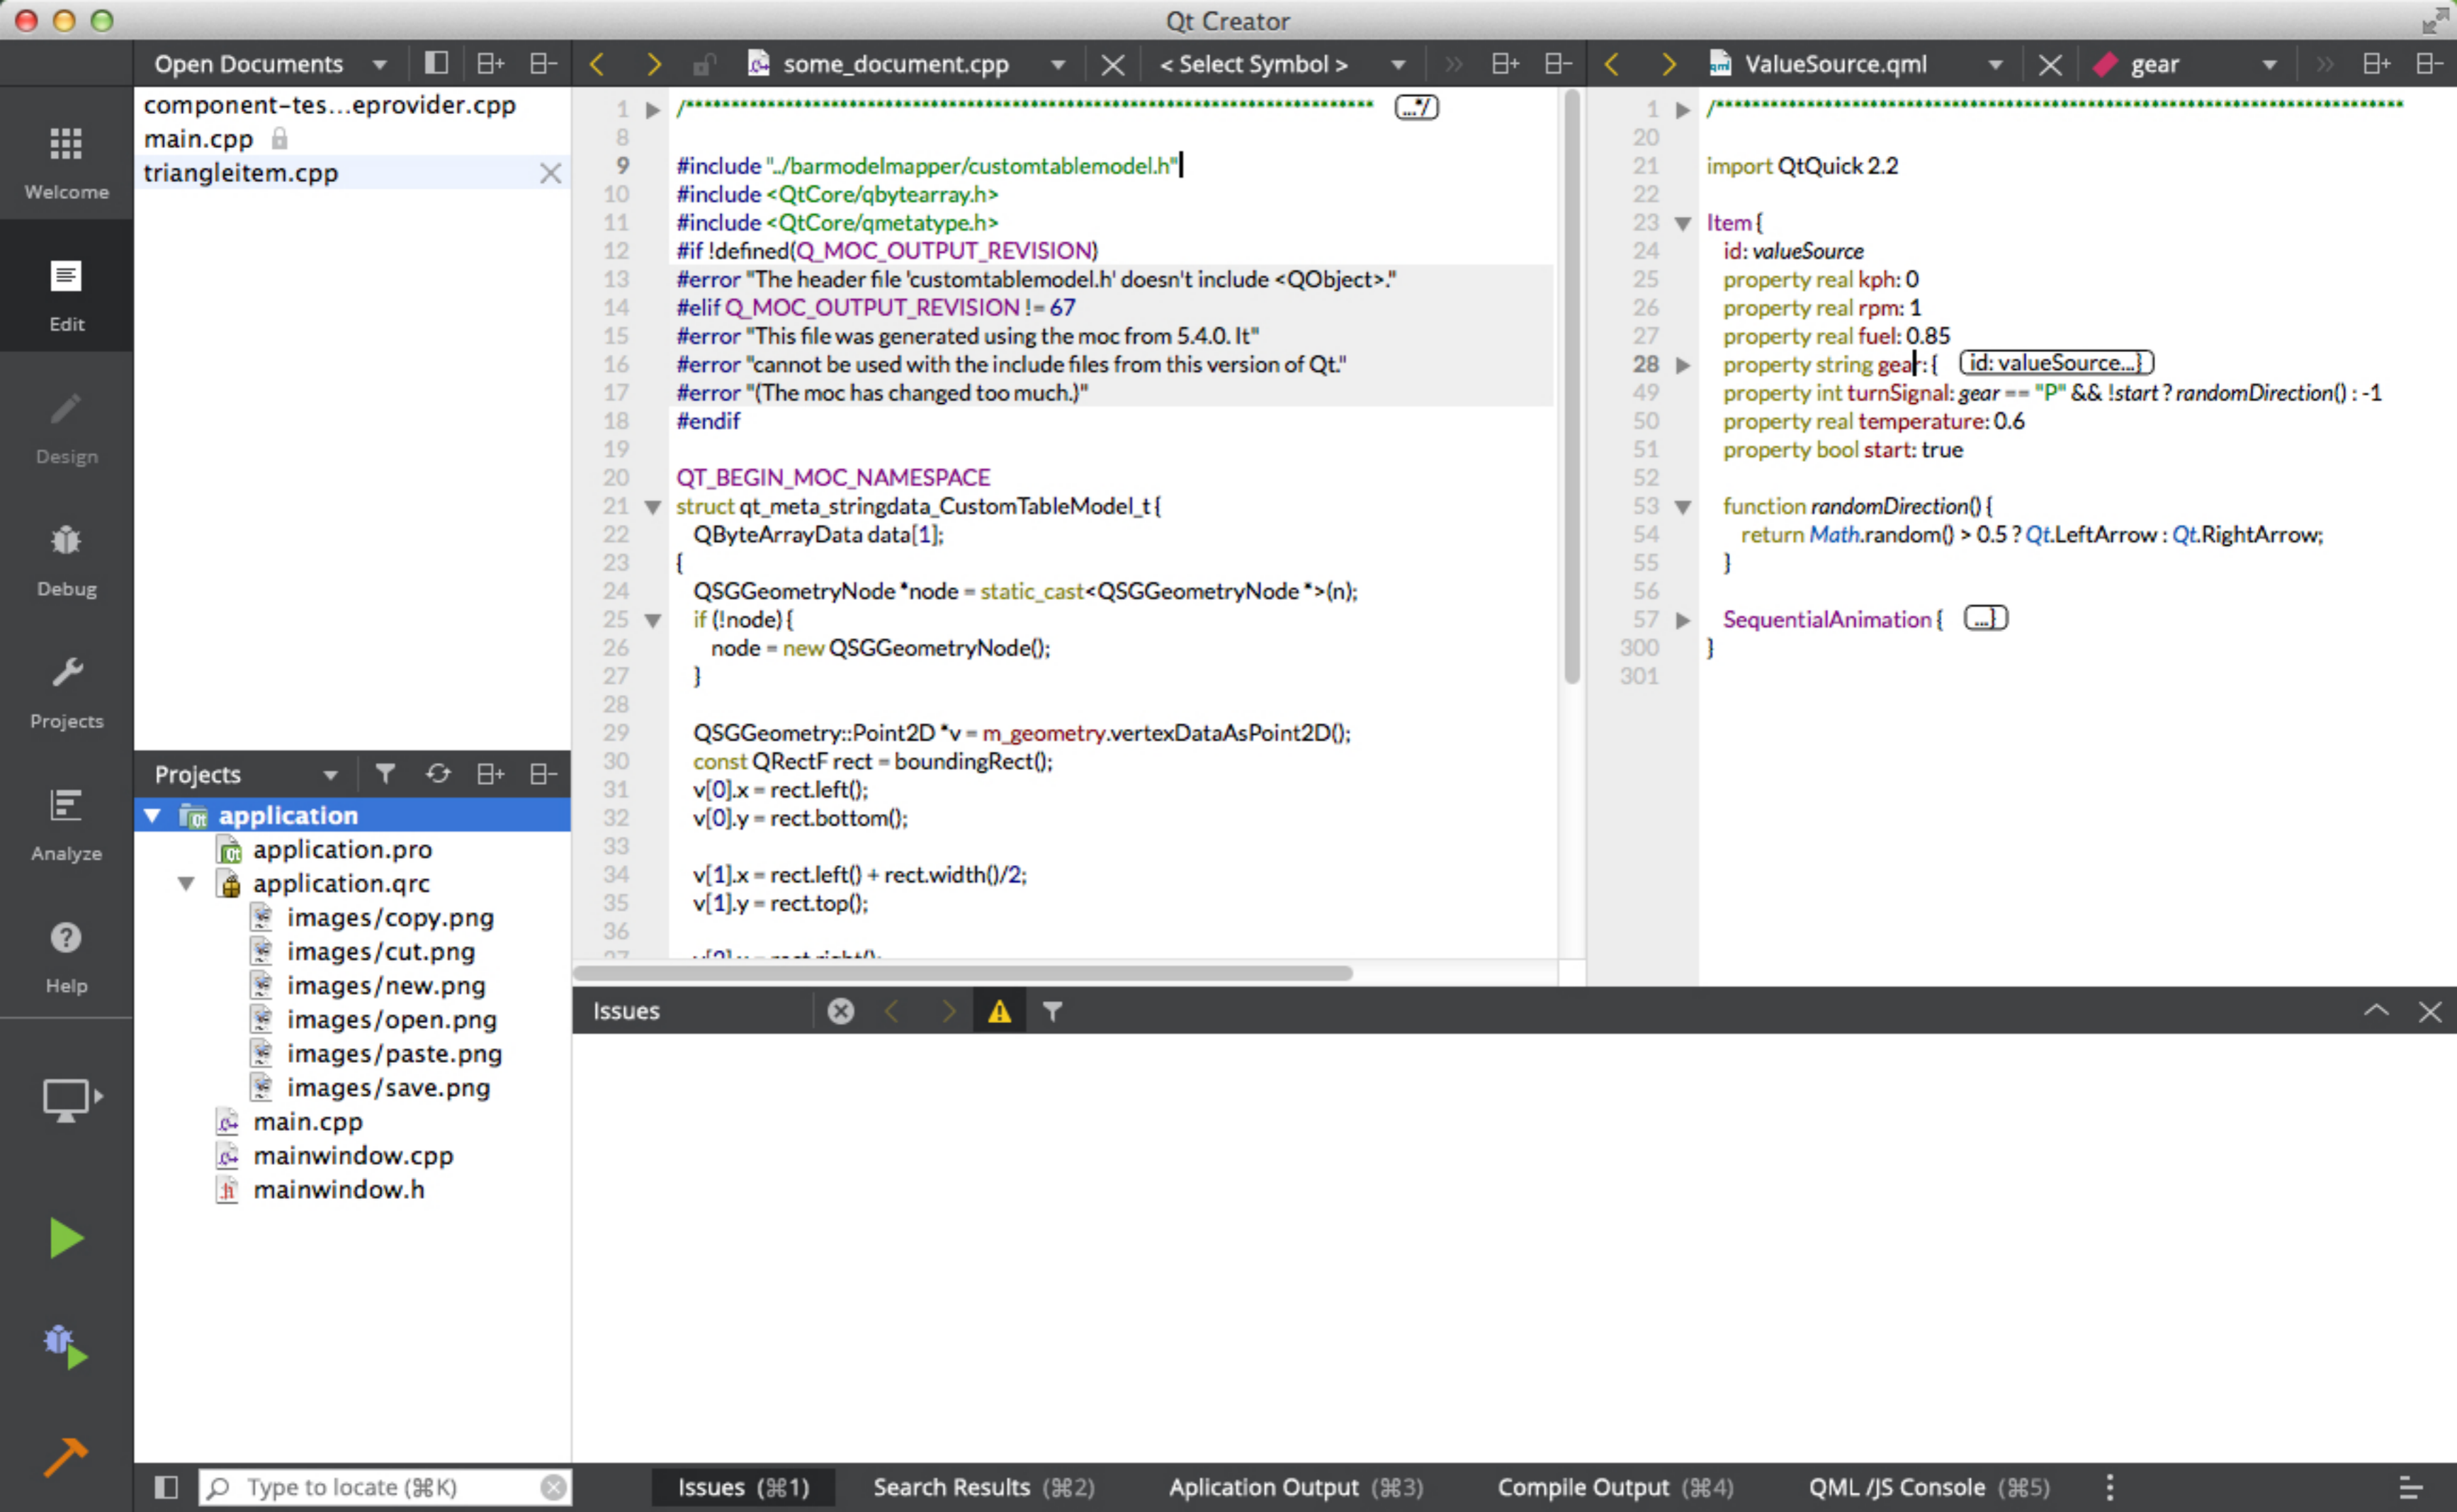 Qt Creator
Open Documents
some_document.cpp
< Select Symbol >
ValueSource.qml
gear
Welcome
Edit
Design
Debug
Projects
Analyze
Help
component-tes...eprovider.cpp
main.cpp
triangleitem.cpp
Projects
application
application.pro
application.qrc
images/copy.png
images/cut.png
images/new.png
images/open.png
images/paste.png
images/save.png
main.cpp
mainwindow.cpp
mainwindow.h
1 /****************************************************************************** ...*/
8
9 #include "../barmodelmapper/customtablemodel.h"
10 #include <QtCore/qbytearray.h>
11 #include <QtCore/qmetatype.h>
12 #if !defined(Q_MOC_OUTPUT_REVISION)
13 #error "The header file 'customtablemodel.h' doesn't include <QObject>."
14 #elif Q_MOC_OUTPUT_REVISION != 67
15 #error "This file was generated using the moc from 5.4.0. It"
16 #error "cannot be used with the include files from this version of Qt."
17 #error "(The moc has changed too much.)"
18 #endif
19
20 QT_BEGIN_MOC_NAMESPACE
21 struct qt_meta_stringdata_CustomTableModel_t {
22 QByteArrayData data[1];
23 {
24 QSGGeometryNode *node = static_cast<QSGGeometryNode *>(n);
25 if (!node) {
26 node = new QSGGeometryNode();
27 }
28
29 QSGGeometry::Point2D *v = m_geometry.vertexDataAsPoint2D();
30 const QRectF rect = boundingRect();
31 v[0].x = rect.left();
32 v[0].y = rect.bottom();
33
34 v[1].x = rect.left() + rect.width()/2;
35 v[1].y = rect.top();
36
37 v[2].x = rect.right();
1 /******************************************************************************
20
21 import QtQuick 2.2
22
23 Item {
24 id: valueSource
25 property real kph: 0
26 property real rpm: 1
27 property real fuel: 0.85
28 property string gear: { id: valueSource...}
49 property int turnSignal: gear == "P" && !start ? randomDirection() : -1
50 property real temperature: 0.6
51 property bool start: true
52
53 function randomDirection() {
54 return Math.random() > 0.5 ? Qt.LeftArrow : Qt.RightArrow;
55 }
56
57 SequentialAnimation { ...}
300 }
301
Issues
Type to locate (⌘K)
Issues (⌘1)
Search Results (⌘2)
Aplication Output (⌘3)
Compile Output (⌘4)
QML /JS Console (⌘5)